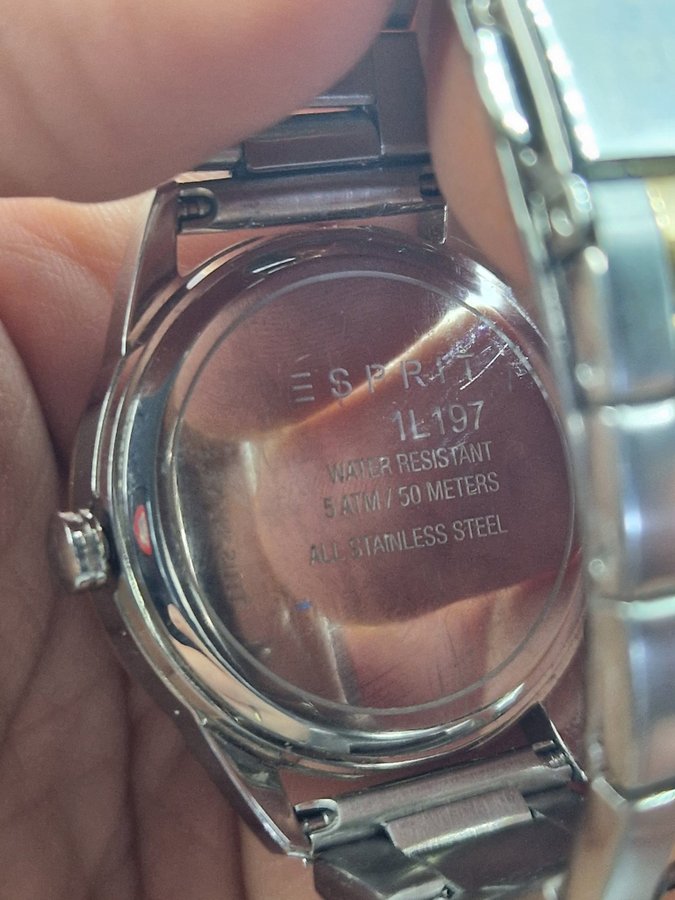 ESPRIT
1L197
WATER RESISTANT
5 ATM / 50 METERS
ALL STAINLESS STEEL